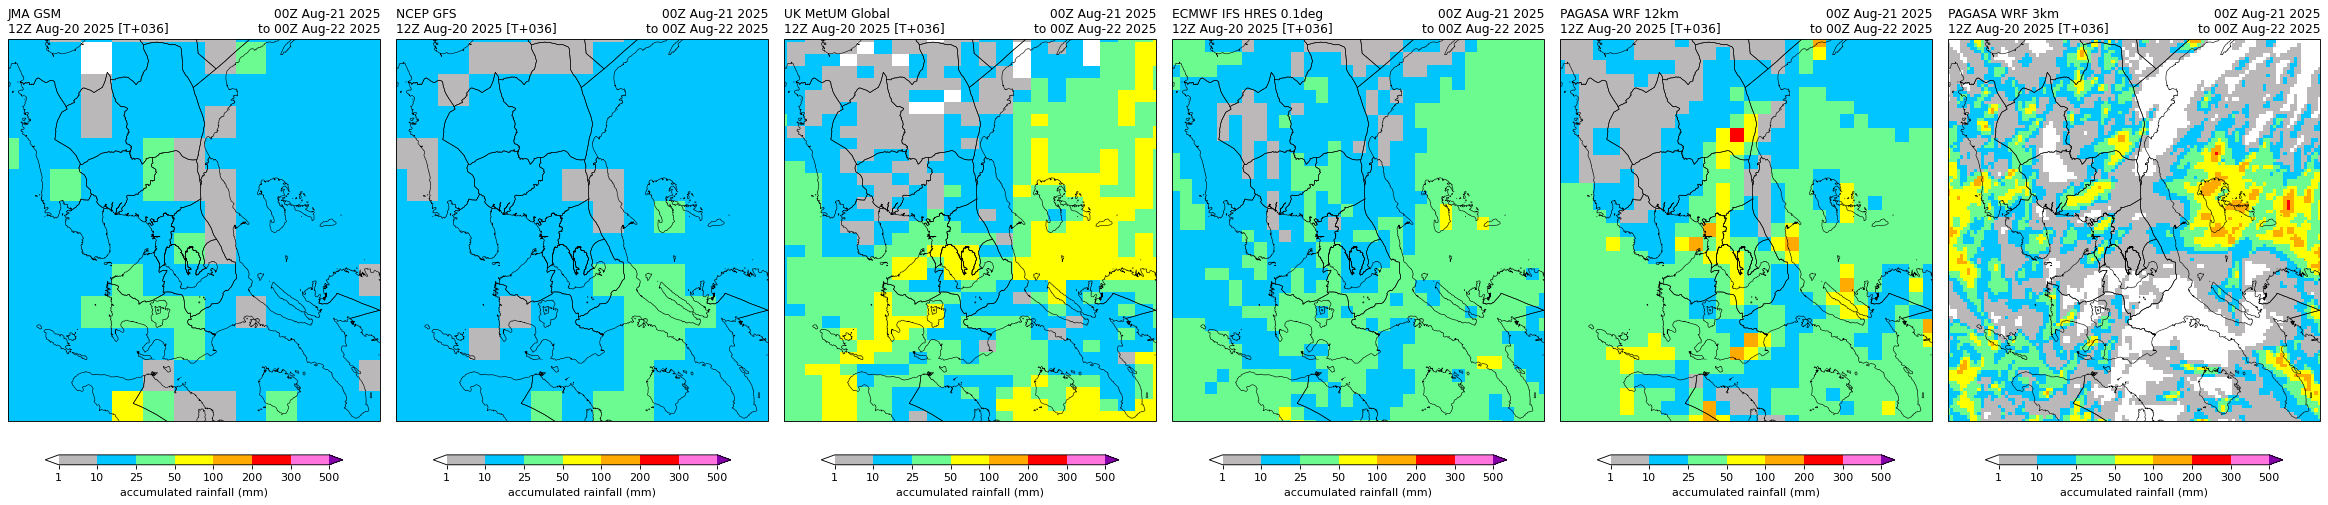 JMA GSM 00Z Aug-21 2025
12Z Aug-20 2025 [T+036] to 00Z Aug-22 2025
1 10 25 50 100 200 300 500
accumulated rainfall (mm)
NCEP GFS 00Z Aug-21 2025
12Z Aug-20 2025 [T+036] to 00Z Aug-22 2025
1 10 25 50 100 200 300 500
accumulated rainfall (mm)
UK MetUM Global 00Z Aug-21 2025
12Z Aug-20 2025 [T+036] to 00Z Aug-22 2025
1 10 25 50 100 200 300 500
accumulated rainfall (mm)
ECMWF IFS HRES 0.1deg 00Z Aug-21 2025
12Z Aug-20 2025 [T+036] to 00Z Aug-22 2025
1 10 25 50 100 200 300 500
accumulated rainfall (mm)
PAGASA WRF 12km 00Z Aug-21 2025
12Z Aug-20 2025 [T+036] to 00Z Aug-22 2025
1 10 25 50 100 200 300 500
accumulated rainfall (mm)
PAGASA WRF 3km 00Z Aug-21 2025
12Z Aug-20 2025 [T+036] to 00Z Aug-22 2025
1 10 25 50 100 200 300 500
accumulated rainfall (mm)